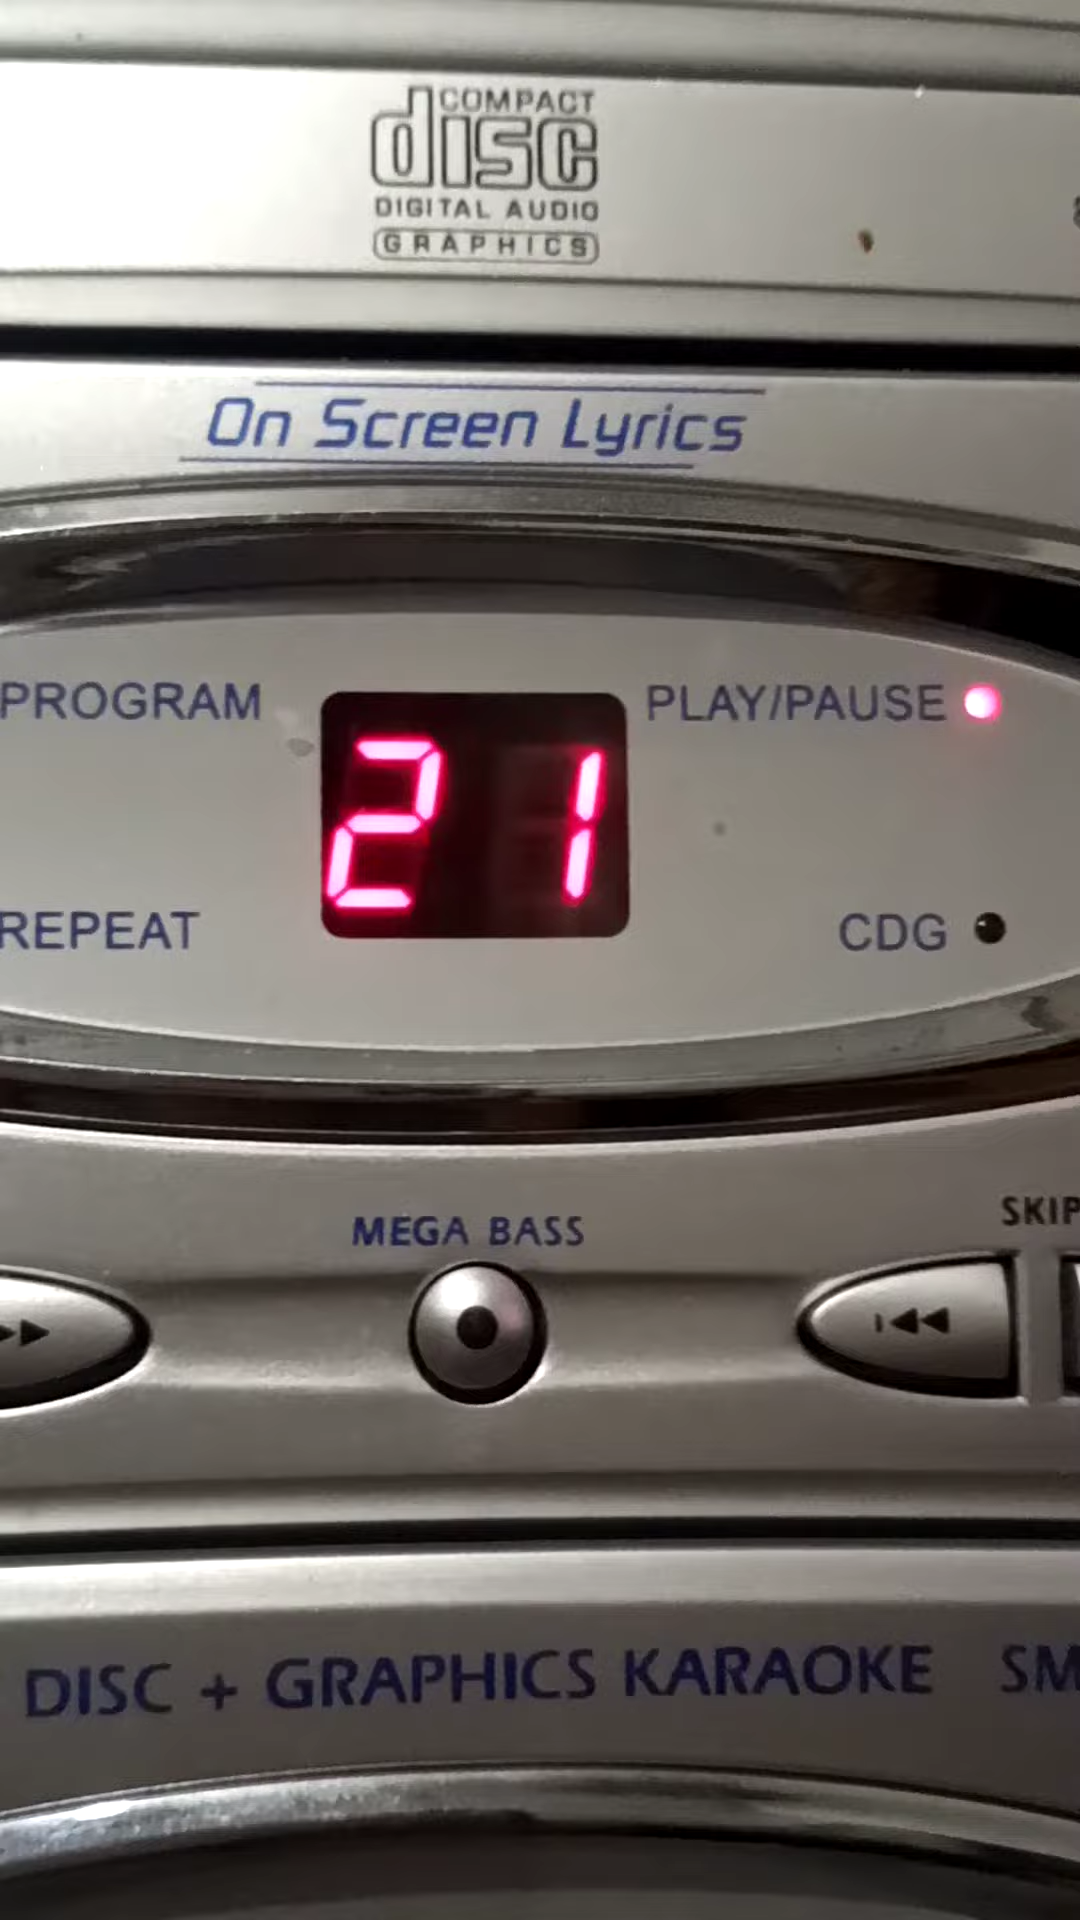 COMPACT
disc
DIGITAL AUDIO
GRAPHICS
On Screen Lyrics
PROGRAM
PLAY/PAUSE
21
REPEAT
CDG
MEGA BASS
SKIP
DISC + GRAPHICS KARAOKE SM